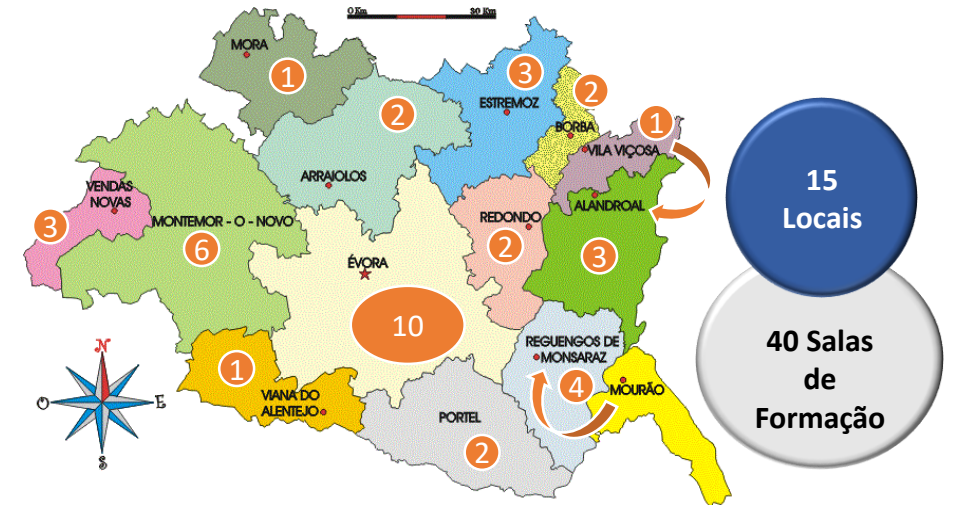 0 Km 30 Km
MORA
1
3
ESTREMOZ
2
2
BORBA
1
VILA VIÇOSA
ARRAIOLOS
VENDAS
NOVAS
3
MONTEMOR - O - NOVO
6
REDONDO
2
ALANDROAL
3
ÉVORA
10
REGUENGOS DE
MONSARAZ
4
MOURÃO
1
VIANA DO
ALENTEJO
PORTEL
2
N
O
E
S
15
Locais
40 Salas
de
Formação